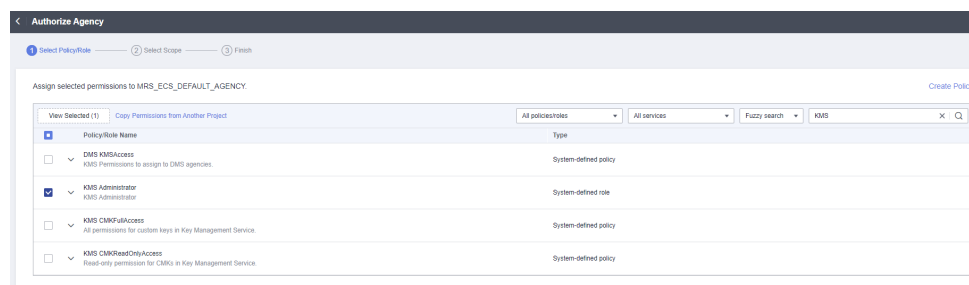 Authorize Agency
1 Select Policy/Role 2 Select Scope 3 Finish
Assign selected permissions to MRS_ECS_DEFAULT_AGENCY. Create Polic
View Selected (1) Copy Permissions from Another Project All policies/roles All services Fuzzy search KMS
Policy/Role Name Type
DMS KMSAccess
KMS Permissions to assign to DMS agencies. System-defined policy
KMS Administrator
KMS Administrator System-defined role
KMS CMKFullAccess
All permissions for custom keys in Key Management Service. System-defined policy
KMS CMKReadOnlyAccess
Read-only permission for CMKs in Key Management Service. System-defined policy